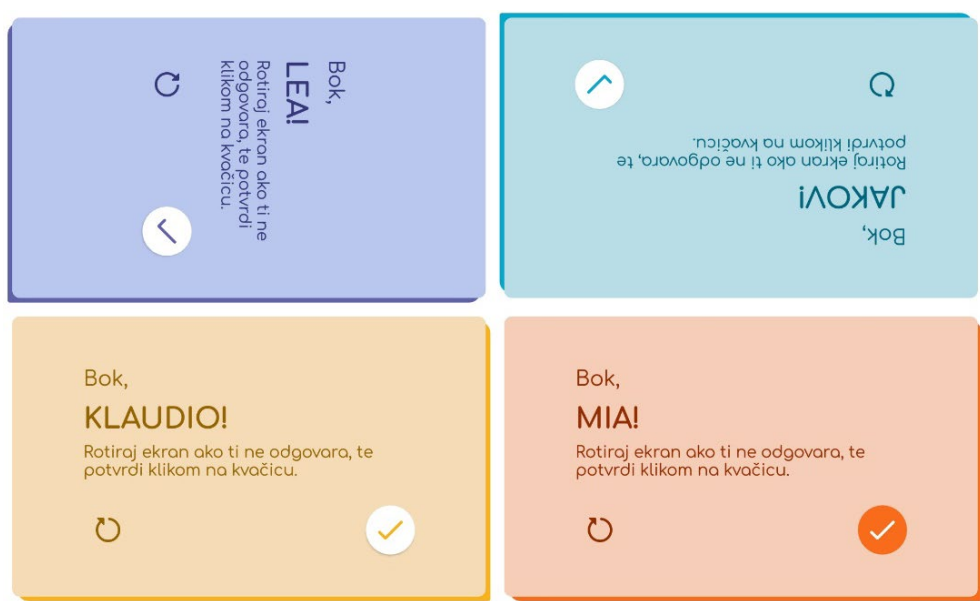 Bok,
LEA!
Rotiraj ekran ako ti ne
odgovara, te potvrdi
klikom na kvačicu.
Bok,
JAKOV!
Rotiraj ekran ako ti ne odgovara, te
potvrdi klikom na kvačicu.
Bok,
KLAUDIO!
Rotiraj ekran ako ti ne odgovara, te
potvrdi klikom na kvačicu.
Bok,
MIA!
Rotiraj ekran ako ti ne odgovara, te
potvrdi klikom na kvačicu.